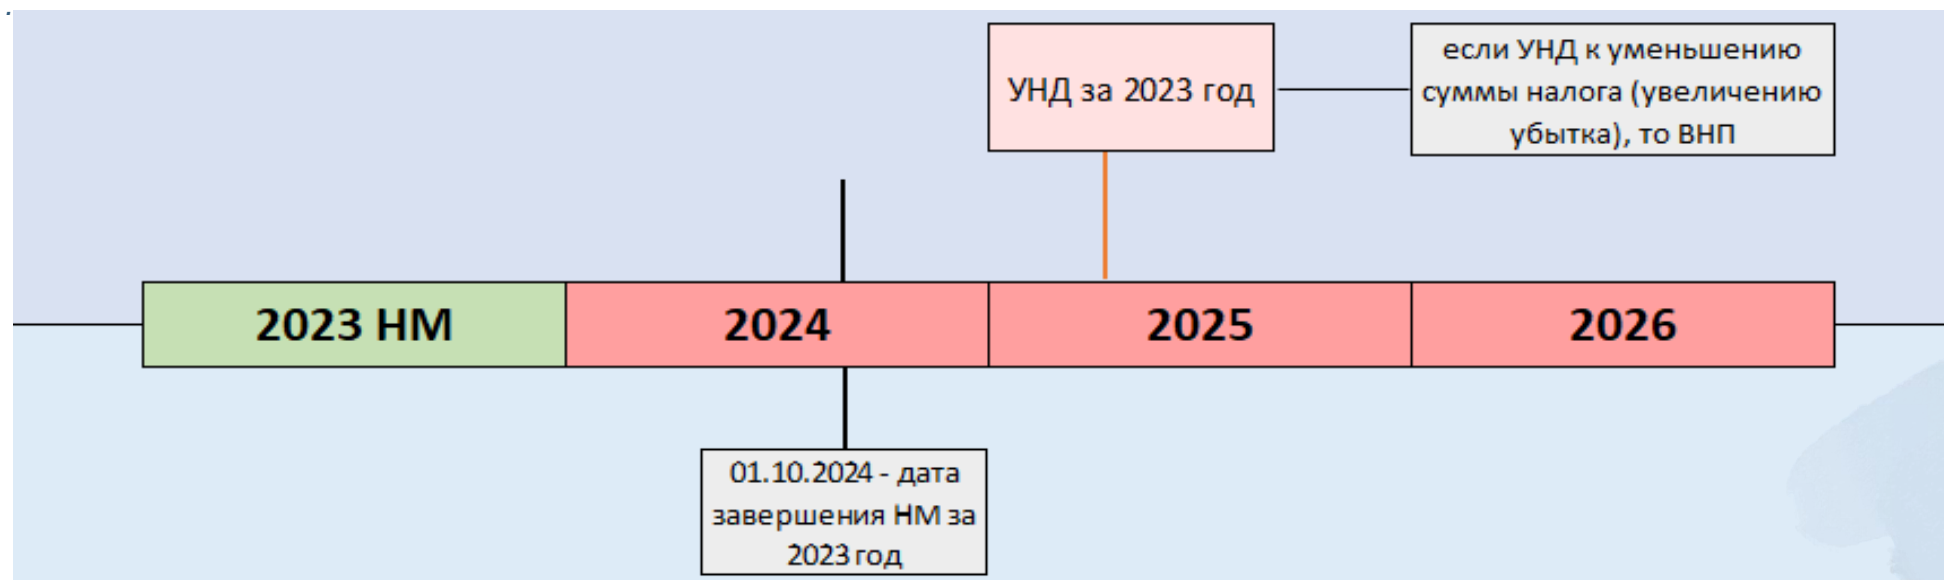 УНД за 2023 год
если УНД к уменьшению
суммы налога (увеличению
убытка), то ВНП
2023 НМ
2024
2025
2026
01.10.2024 - дата
завершения НМ за
2023 год